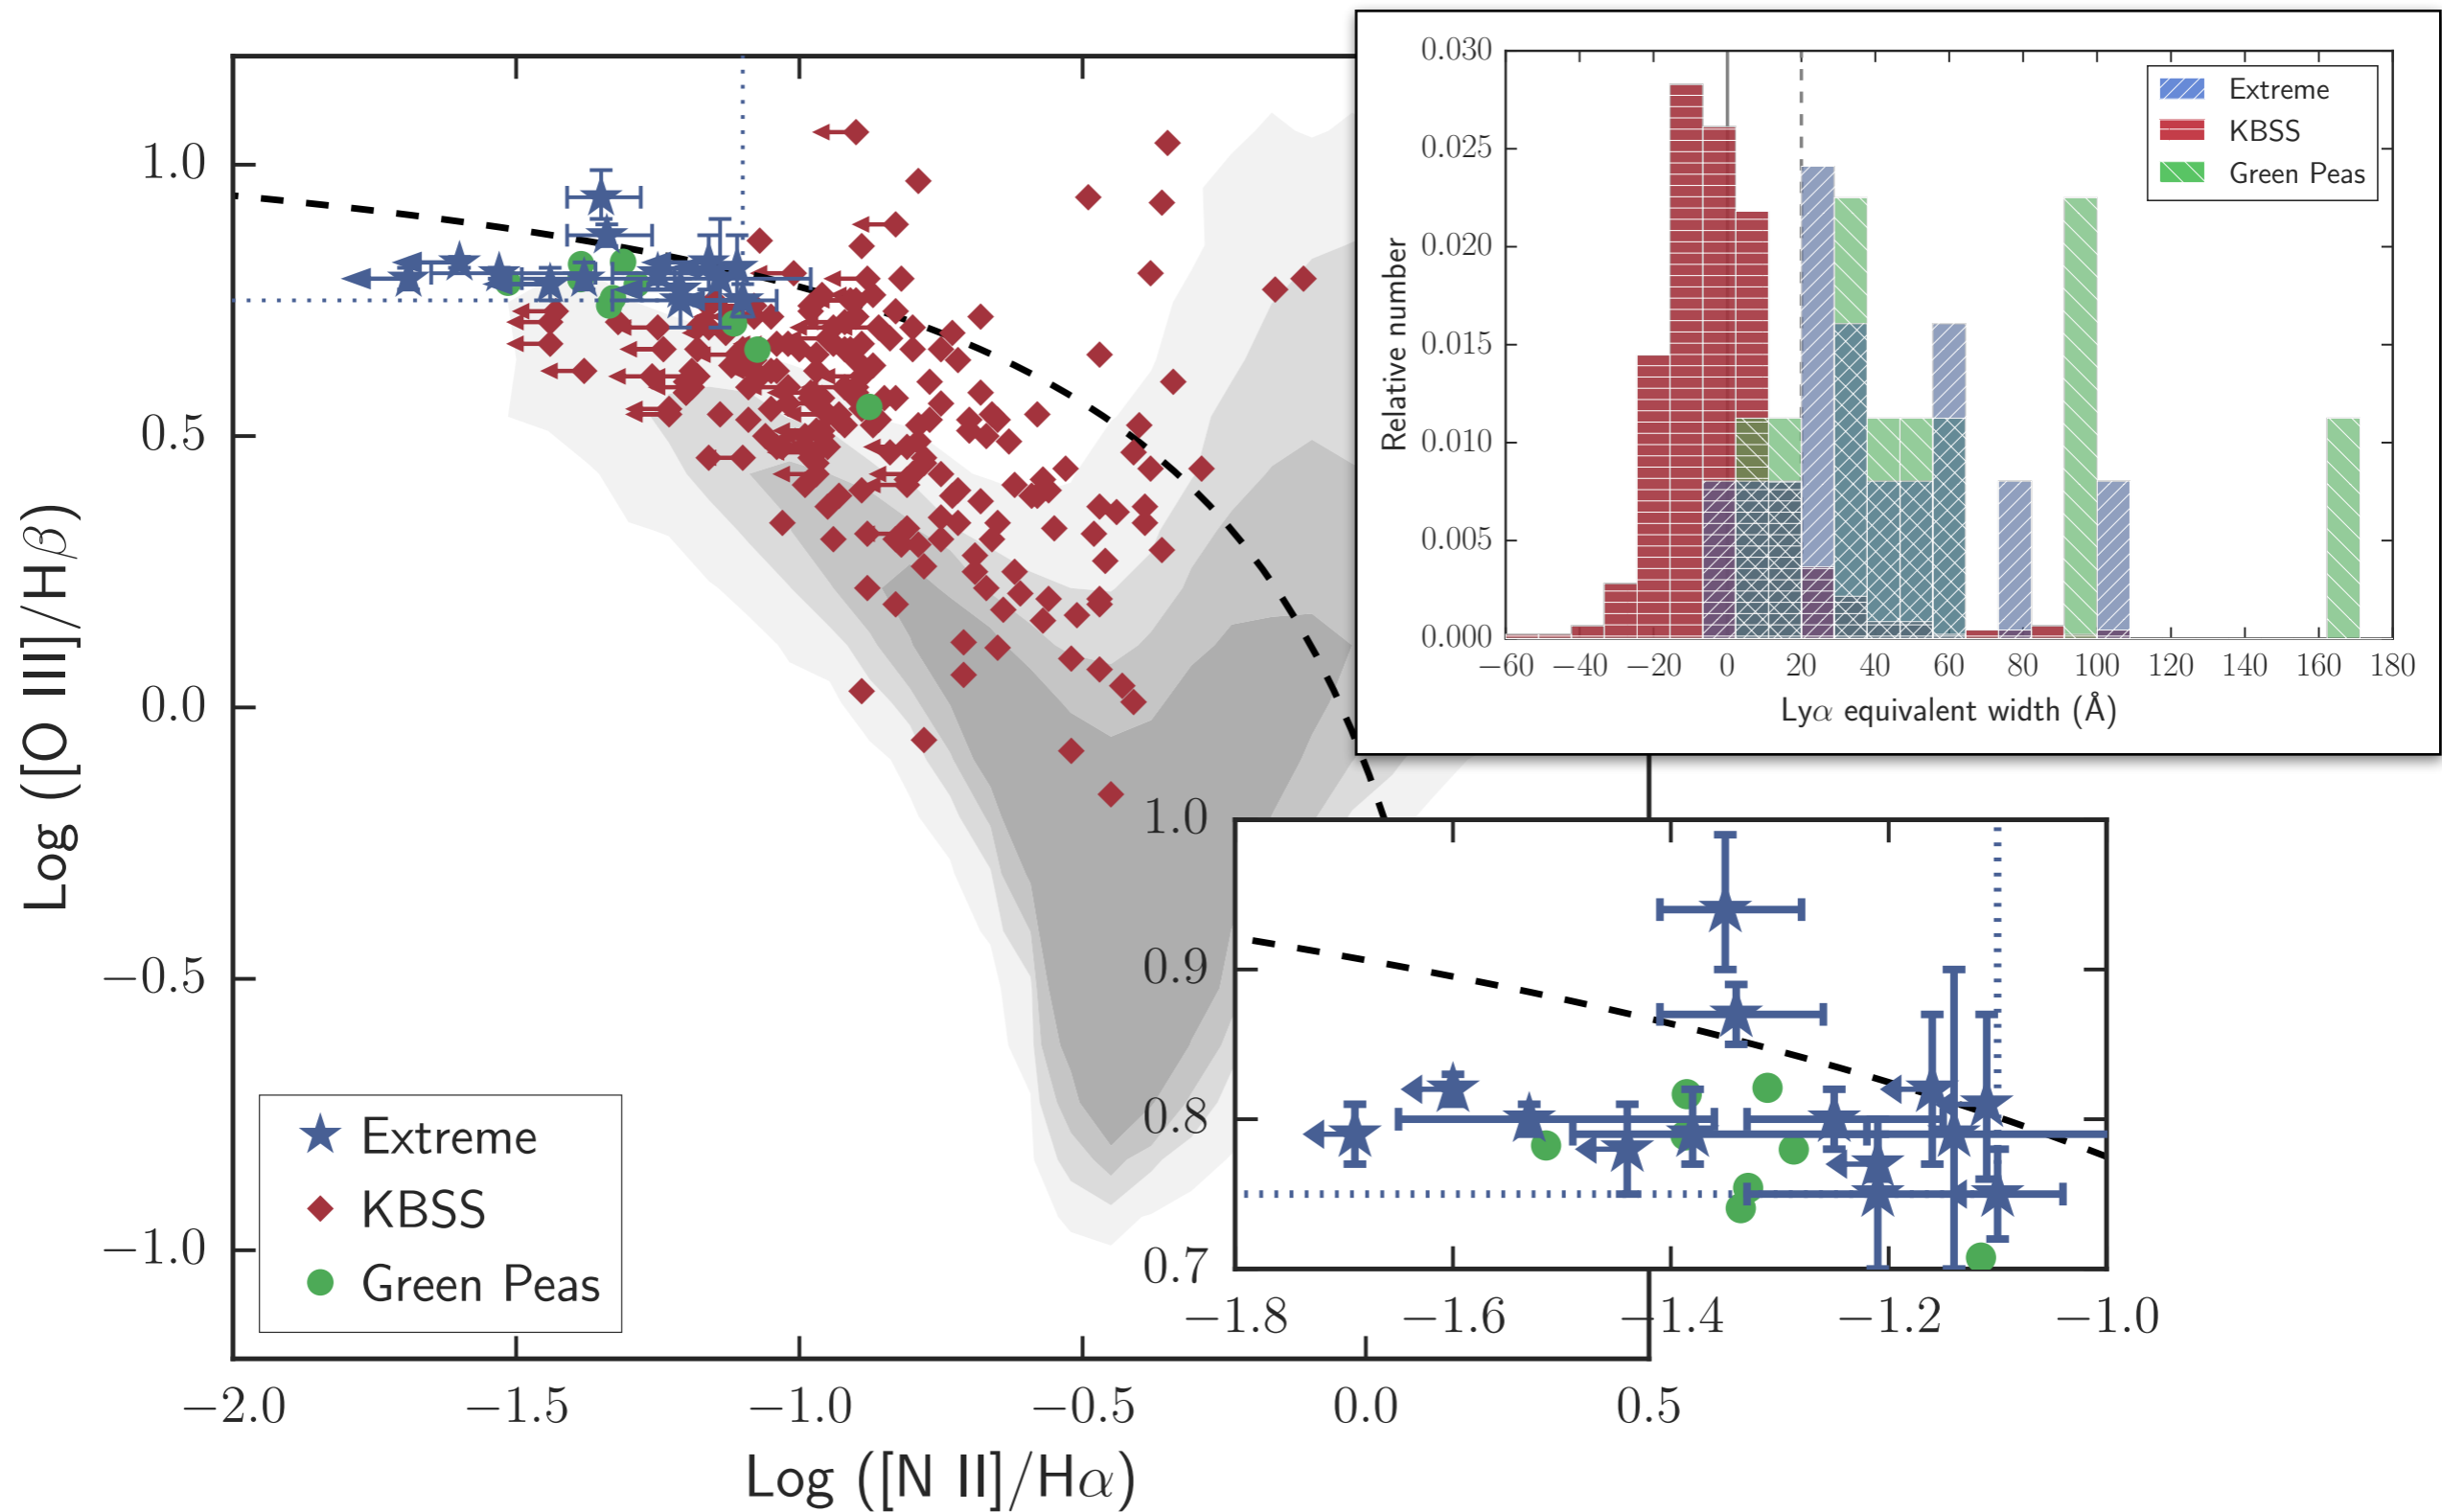 Log ([O III]/Hβ)
1.0
0.5
0.0
−0.5
−1.0
−2.0 −1.5 −1.0 −0.5 0.0 0.5
Log ([N II]/Hα)
Extreme
KBSS
Green Peas
Relative number
0.030
0.025
0.020
0.015
0.010
0.005
0.000
−60 −40 −20 0 20 40 60 80 100 120 140 160 180
Lyα equivalent width (Å)
Extreme
KBSS
Green Peas
1.0
0.9
0.8
0.7
−1.8 −1.6 −1.4 −1.2 −1.0